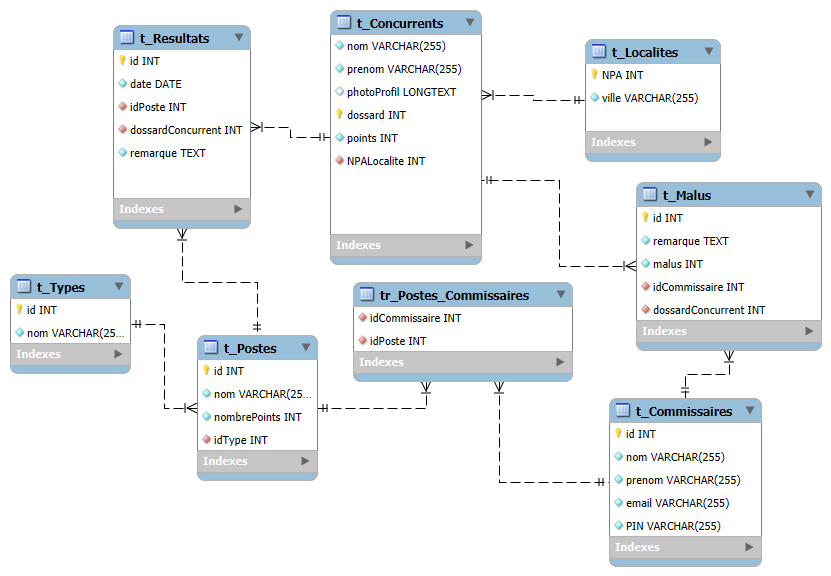 t_Resultats
id INT
date DATE
idPoste INT
dossardConcurrent INT
remarque TEXT
Indexes
t_Concurrents
nom VARCHAR(255)
prenom VARCHAR(255)
photoProfil LONGTEXT
dossard INT
points INT
NPALocalite INT
Indexes
t_Localites
NPA INT
ville VARCHAR(255)
Indexes
t_Malus
id INT
remarque TEXT
malus INT
idCommissaire INT
dossardConcurrent INT
Indexes
t_Types
id INT
nom VARCHAR(25...
Indexes
t_Postes
id INT
nom VARCHAR(25...
nombrePoints INT
idType INT
Indexes
tr_Postes_Commissaires
idCommissaire INT
idPoste INT
Indexes
t_Commissaires
id INT
nom VARCHAR(255)
prenom VARCHAR(255)
email VARCHAR(255)
PIN VARCHAR(255)
Indexes